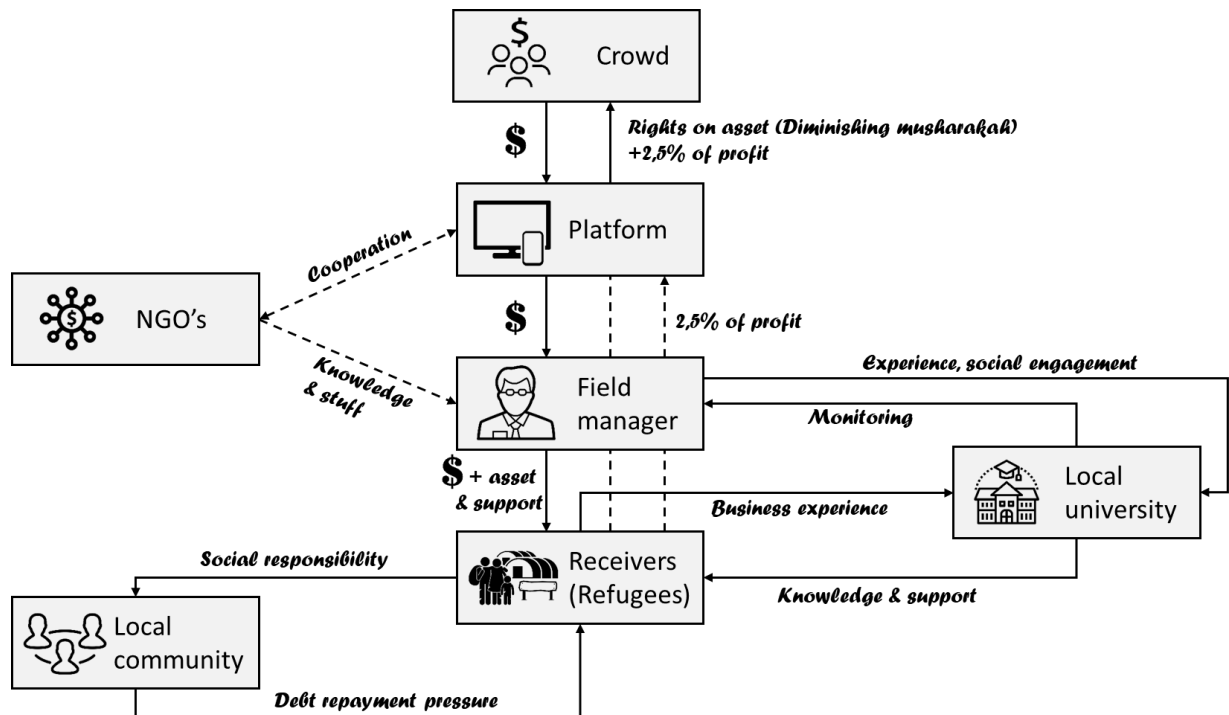 $
Crowd
$
Rights on asset (Diminishing musharakah)
+2,5% of profit
Platform
Cooperation
$
NGO's
$
2,5% of profit
Knowledge
& stuff
Field
manager
Experience, social engagement
Monitoring
$ + asset
& support
Local
university
Business experience
Receivers
(Refugees)
Social responsibility
Knowledge & support
Local
community
Debt repayment pressure